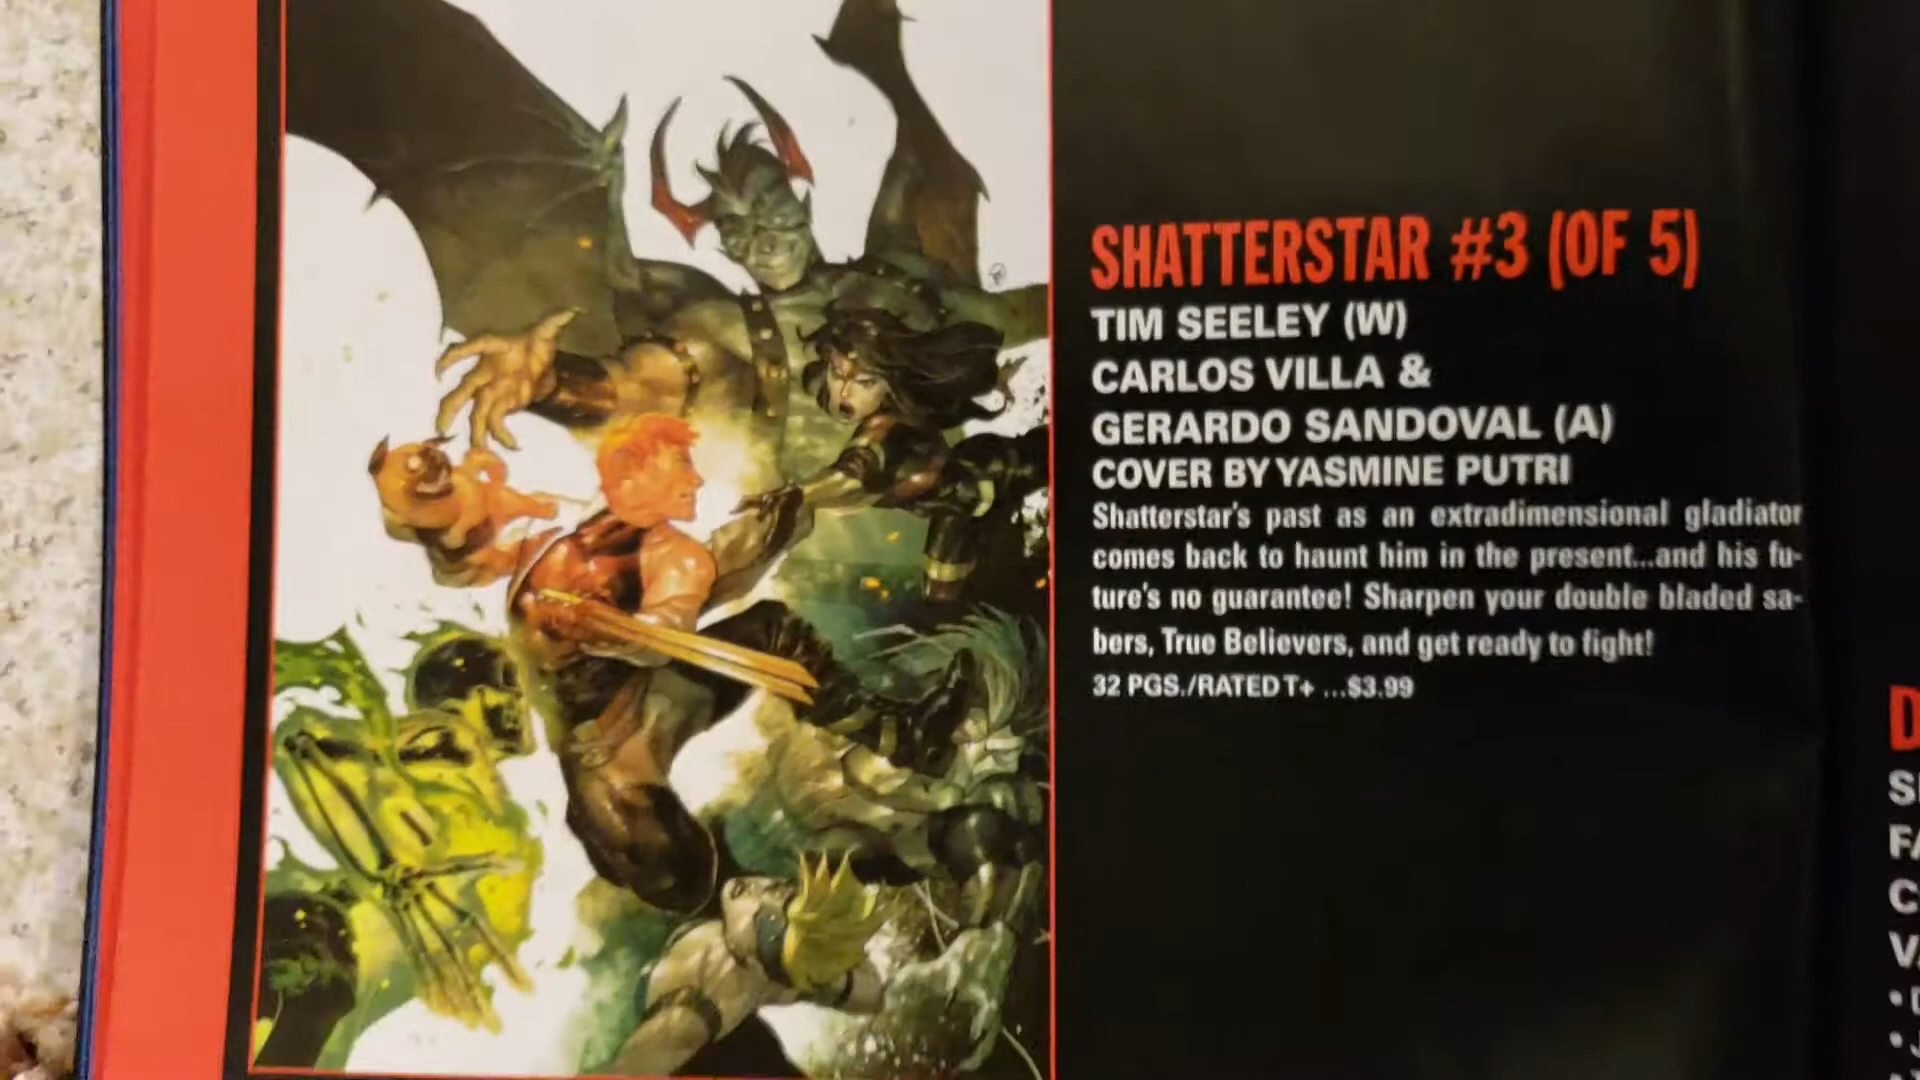 SHATTERSTAR #3 (OF 5)
TIM SEELEY (W)
CARLOS VILLA &
GERARDO SANDOVAL (A)
COVER BY YASMINE PUTRI
Shatterstar's past as an extradimensional gladiator
comes back to haunt him in the present...and his fu-
ture's no guarantee! Sharpen your double bladed sa-
bers, True Believers, and get ready to fight!
32 PGS./RATED T+ ...$3.99